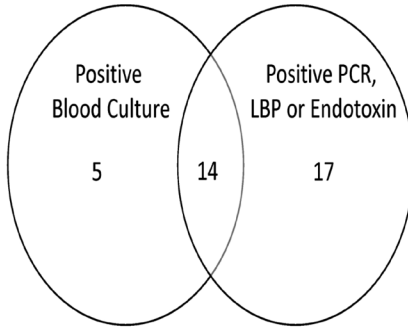 Positive
Blood Culture
Positive PCR,
LBP or Endotoxin
5
14
17